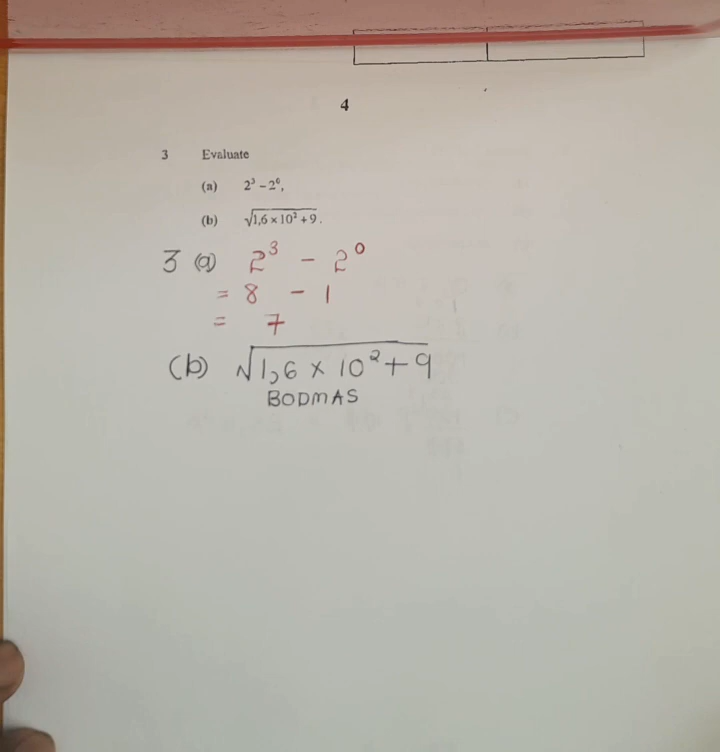 4
3 Evaluate
(a) 2³ – 2⁰,
(b) √1,6 × 10² + 9.
3 (a) 2³ – 2⁰
= 8 – 1
= 7
(b) √1,6 × 10² + 9
BODMAS